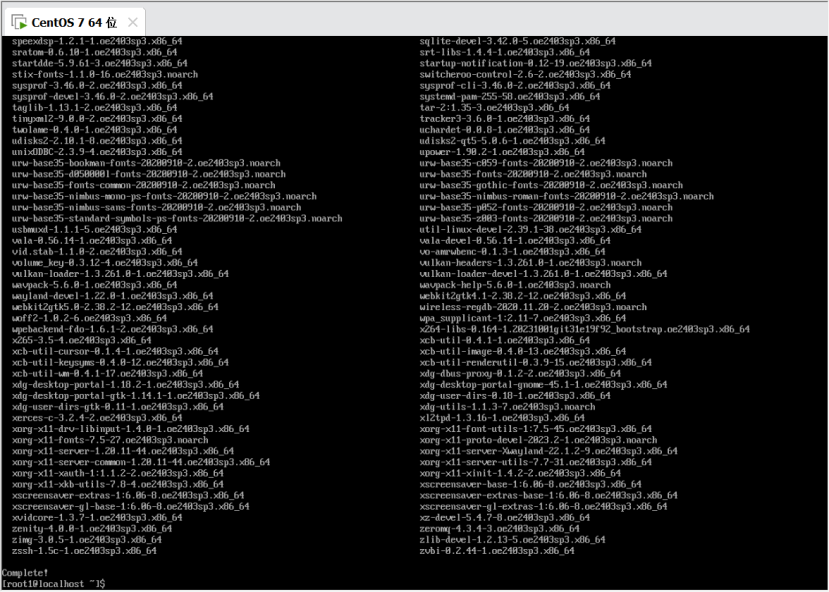 CentOS 7 64 位
speexdsp-1.2.1-1.oe2403sp3.x86_64 sqlite-devel-3.42.0-5.oe2403sp3.x86_64
sratom-0.6.10-1.oe2403sp3.x86_64 srt-libs-1.4.4-1.oe2403sp3.x86_64
startdde-5.9.61-3.oe2403sp3.x86_64 startup-notification-0.12-19.oe2403sp3.x86_64
stix-fonts-1.1.0-16.oe2403sp3.noarch switcheroo-control-2.6-2.oe2403sp3.x86_64
sysprof-3.46.0-2.oe2403sp3.x86_64 sysprof-cli-3.46.0-2.oe2403sp3.x86_64
sysprof-devel-3.46.0-2.oe2403sp3.x86_64 systemd-pam-255-58.oe2403sp3.x86_64
taglib-1.13.1-2.oe2403sp3.x86_64 tar-2:1.35-3.oe2403sp3.x86_64
tinyxml2-9.0.0-2.oe2403sp3.x86_64 tracker3-3.6.0-1.oe2403sp3.x86_64
twolame-0.4.0-1.oe2403sp3.x86_64 uchardet-0.0.8-1.oe2403sp3.x86_64
udisks2-2.10.1-8.oe2403sp3.x86_64 udisks2-qt5-5.0.6-1.oe2403sp3.x86_64
unixODBC-2.3.9-4.oe2403sp3.x86_64 upower-1.90.2-1.oe2403sp3.x86_64
urw-base35-bookman-fonts-20200910-2.oe2403sp3.noarch urw-base35-c059-fonts-20200910-2.oe2403sp3.noarch
urw-base35-d050000l-fonts-20200910-2.oe2403sp3.noarch urw-base35-fonts-20200910-2.oe2403sp3.noarch
urw-base35-fonts-common-20200910-2.oe2403sp3.noarch urw-base35-gothic-fonts-20200910-2.oe2403sp3.noarch
urw-base35-nimbus-mono-ps-fonts-20200910-2.oe2403sp3.noarch urw-base35-nimbus-roman-fonts-20200910-2.oe2403sp3.noarch
urw-base35-nimbus-sans-fonts-20200910-2.oe2403sp3.noarch urw-base35-p052-fonts-20200910-2.oe2403sp3.noarch
urw-base35-standard-symbols-ps-fonts-20200910-2.oe2403sp3.noarch urw-base35-z003-fonts-20200910-2.oe2403sp3.noarch
usbmuxd-1.1.1-5.oe2403sp3.x86_64 util-linux-devel-2.39.1-38.oe2403sp3.x86_64
vala-0.56.14-1.oe2403sp3.x86_64 vala-devel-0.56.14-1.oe2403sp3.x86_64
vid.stab-1.1.0-2.oe2403sp3.x86_64 vo-amrwbenc-0.1.3-1.oe2403sp3.x86_64
volume_key-0.3.12-4.oe2403sp3.x86_64 vulkan-headers-1.3.261.0-1.oe2403sp3.noarch
vulkan-loader-1.3.261.0-1.oe2403sp3.x86_64 vulkan-loader-devel-1.3.261.0-1.oe2403sp3.x86_64
wavpack-5.6.0-1.oe2403sp3.x86_64 wavpack-help-5.6.0-1.oe2403sp3.noarch
wayland-devel-1.22.0-1.oe2403sp3.x86_64 webkit2gtk4.1-2.38.2-12.oe2403sp3.x86_64
webkit2gtk5.0-2.38.2-12.oe2403sp3.x86_64 wireless-regdb-2020.11.20-2.oe2403sp3.noarch
woff2-1.0.2-6.oe2403sp3.x86_64 wpa_supplicant-1:2.11-7.oe2403sp3.x86_64
wpebackend-fdo-1.6.1-2.oe2403sp3.x86_64 x264-libs-0.164-1.20231001git31e19f92_bootstrap.oe2403sp3.x86_64
x265-3.5-4.oe2403sp3.x86_64 xcb-util-0.4.1-1.oe2403sp3.x86_64
xcb-util-cursor-0.1.4-1.oe2403sp3.x86_64 xcb-util-image-0.4.0-13.oe2403sp3.x86_64
xcb-util-keysyms-0.4.0-12.oe2403sp3.x86_64 xcb-util-renderutil-0.3.9-15.oe2403sp3.x86_64
xcb-util-wm-0.4.1-17.oe2403sp3.x86_64 xdg-dbus-proxy-0.1.2-2.oe2403sp3.x86_64
xdg-desktop-portal-1.18.2-1.oe2403sp3.x86_64 xdg-desktop-portal-gnome-45.1-1.oe2403sp3.x86_64
xdg-desktop-portal-gtk-1.14.1-1.oe2403sp3.x86_64 xdg-user-dirs-0.18-1.oe2403sp3.x86_64
xdg-user-dirs-gtk-0.11-1.oe2403sp3.x86_64 xdg-utils-1.1.3-7.oe2403sp3.noarch
xerces-c-3.2.4-2.oe2403sp3.x86_64 xl2tpd-1.3.16-1.oe2403sp3.x86_64
xorg-x11-drv-libinput-1.4.0-1.oe2403sp3.x86_64 xorg-x11-font-utils-1:7.5-45.oe2403sp3.x86_64
xorg-x11-fonts-7.5-27.oe2403sp3.noarch xorg-x11-proto-devel-2023.2-1.oe2403sp3.noarch
xorg-x11-server-1.20.11-44.oe2403sp3.x86_64 xorg-x11-server-Xwayland-22.1.2-9.oe2403sp3.x86_64
xorg-x11-server-common-1.20.11-44.oe2403sp3.x86_64 xorg-x11-server-utils-7.7-31.oe2403sp3.x86_64
xorg-x11-xauth-1:1.1.2-2.oe2403sp3.x86_64 xorg-x11-xinit-1.4.2-2.oe2403sp3.x86_64
xorg-x11-xkb-utils-7.8-4.oe2403sp3.x86_64 xscreensaver-base-1:6.06-8.oe2403sp3.x86_64
xscreensaver-extras-1:6.06-8.oe2403sp3.x86_64 xscreensaver-extras-base-1:6.06-8.oe2403sp3.x86_64
xscreensaver-gl-base-1:6.06-8.oe2403sp3.x86_64 xscreensaver-gl-extras-1:6.06-8.oe2403sp3.x86_64
xvidcore-1.3.7-1.oe2403sp3.x86_64 xz-devel-5.4.7-8.oe2403sp3.x86_64
zenity-4.0.0-1.oe2403sp3.x86_64 zeromq-4.3.4-3.oe2403sp3.x86_64
zimg-3.0.5-1.oe2403sp3.x86_64 zlib-devel-1.2.13-5.oe2403sp3.x86_64
zssh-1.5c-1.oe2403sp3.x86_64 zvbi-0.2.44-1.oe2403sp3.x86_64
Complete!
[root1@localhost ~]$